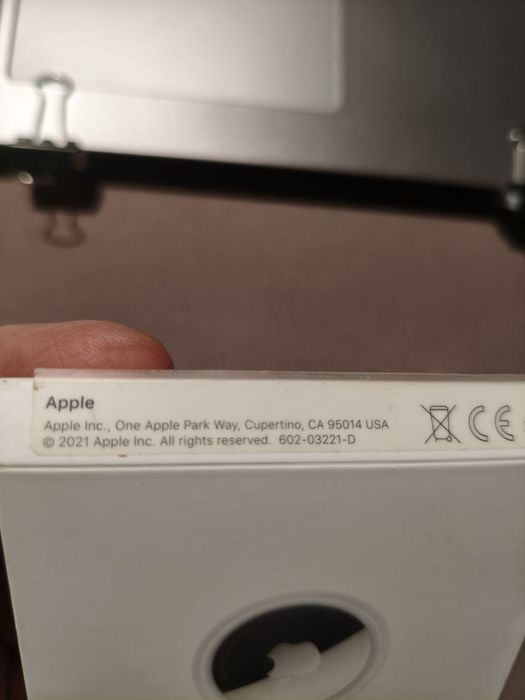 Apple
Apple Inc., One Apple Park Way, Cupertino, CA 95014 USA
© 2021 Apple Inc. All rights reserved. 602-03221-D
CE